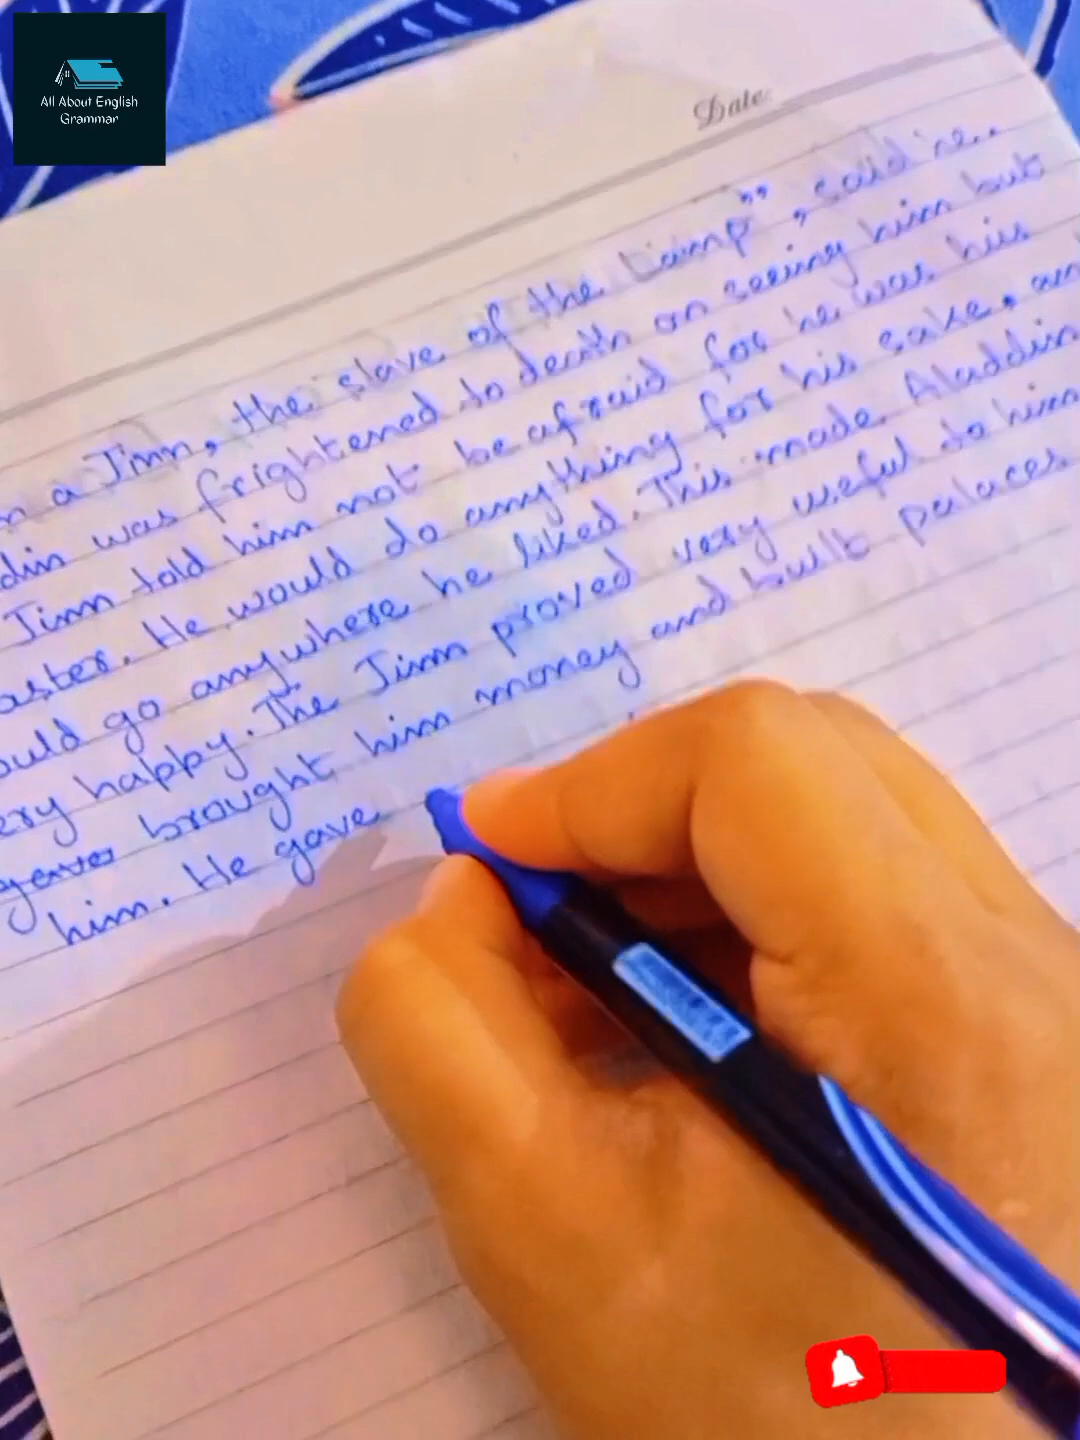 All About English
Grammar
Date:
a Jinn, the slave of the Lamp", said he..
din was frightened to death on seeing him but
Jinn told him not be afraid for he was his
aster. He would do anything for his sake, an
ould go anywhere he liked. This made Aladdin
ery happy. The Jinn proved very useful to him
brought him money and built palaces
him. He gave